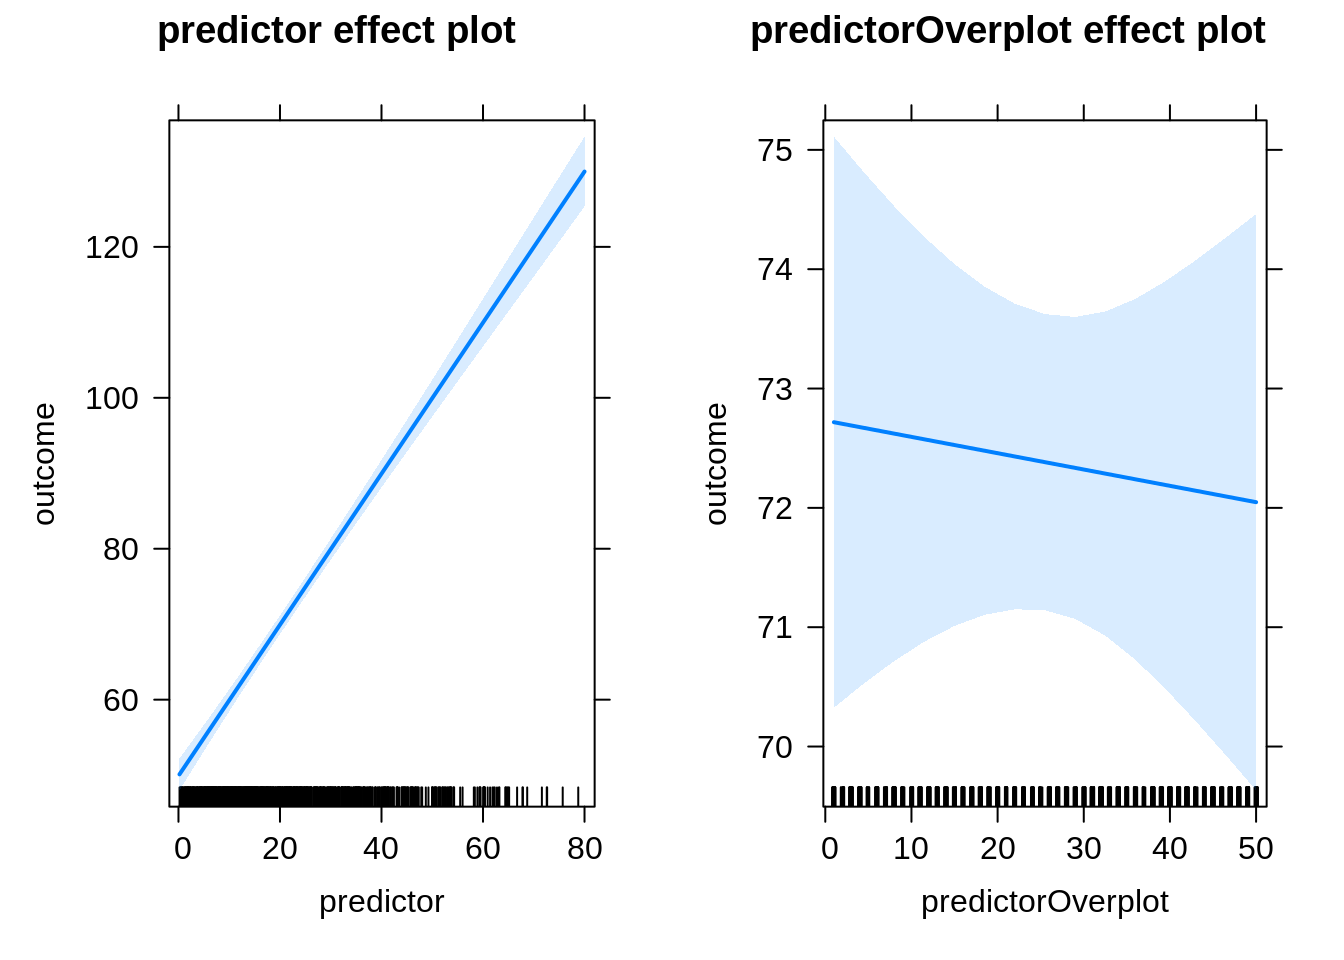 predictor effect plot
120
100
80
60
outcome
0 20 40 60 80
predictor
predictorOverplot effect plot
75
74
73
72
71
70
outcome
0 10 20 30 40 50
predictorOverplot